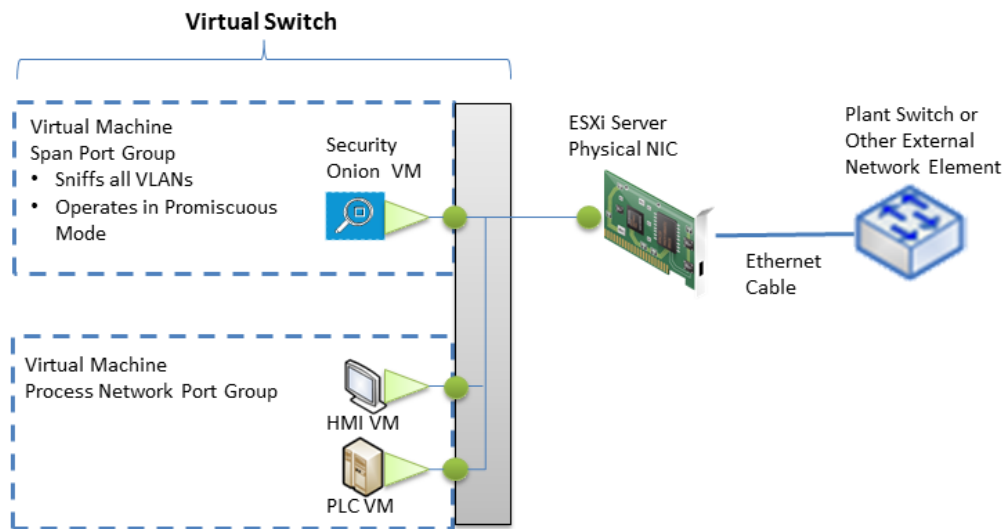 Virtual Switch
Virtual Machine
Span Port Group
• Sniffs all VLANs
• Operates in Promiscuous
Mode
Security
Onion VM
ESXi Server
Physical NIC
Plant Switch or
Other External
Network Element
Ethernet
Cable
Virtual Machine
Process Network Port Group
HMI VM
PLC VM